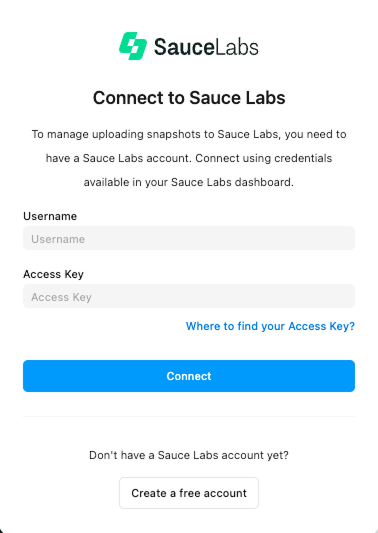 SauceLabs
Connect to Sauce Labs
To manage uploading snapshots to Sauce Labs, you need to
have a Sauce Labs account. Connect using credentials
available in your Sauce Labs dashboard.
Username
Username
Access Key
Access Key
Where to find your Access Key?
Connect
Don't have a Sauce Labs account yet?
Create a free account